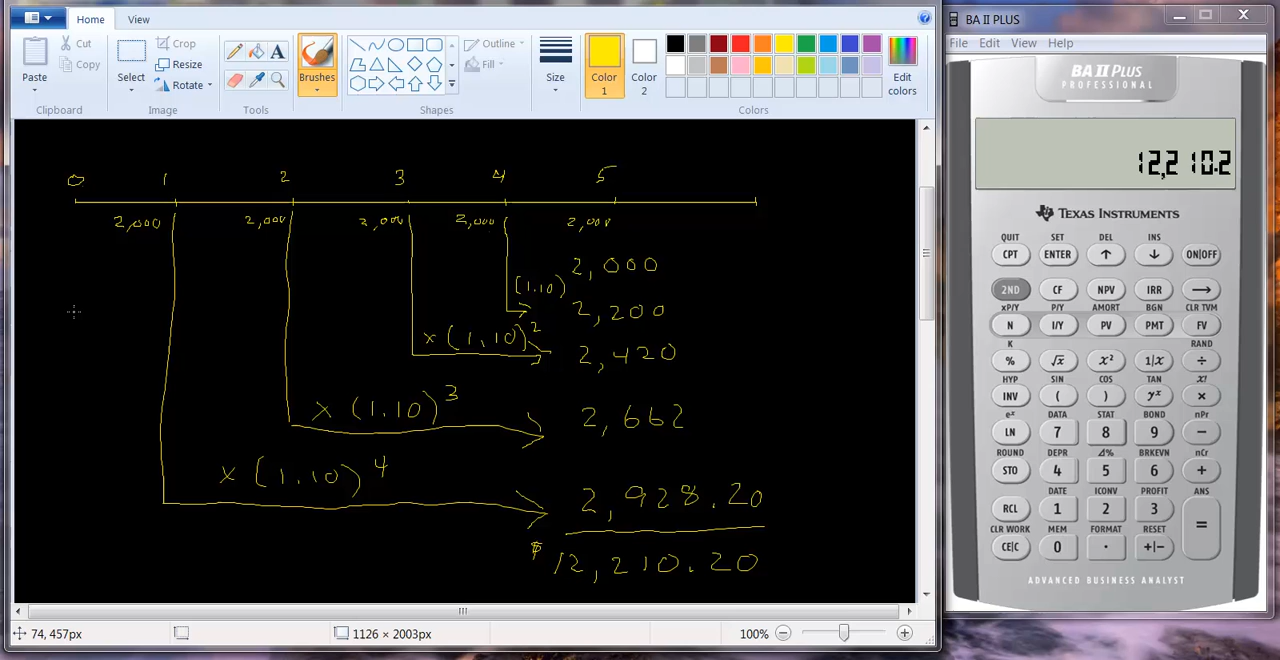 Home View
BA II PLUS
File Edit View Help
Paste
Cut
Copy
Clipboard
Select
Crop
Resize
Rotate
Image
A
Tools
Brushes
Outline
Fill
Shapes
Size
Color 1
Color 2
Edit colors
Colors
0 1 2 3 4 5
2,000 2,000 2,000 2,000 2,000
2,000
(1.10)
2,200
x (1.10)2
2,420
x (1.10)3
2,662
x (1.10)4
2,928.20
$12,210.20
74, 457px
1126 × 2003px
100%
BA II PLUS
PROFESSIONAL
12,210.2
TEXAS INSTRUMENTS
QUIT SET DEL INS
CPT ENTER ↑ ↓ ON|OFF
2ND CF NPV IRR →
xP/Y P/Y AMORT BGN CLR TVM
N I/Y PV PMT FV
K RAND
% √x x² 1/x ÷
HYP SIN COS TAN x!
INV ( ) yˣ ×
eˣ DATA STAT BOND nPr
LN 7 8 9 −
ROUND DEPR Δ% BRKEVN nCr
STO 4 5 6 +
DATE ICONV PROFIT ANS
RCL 1 2 3 =
CLR WORK MEM FORMAT RESET
CE|C 0 . +|−
ADVANCED BUSINESS ANALYST